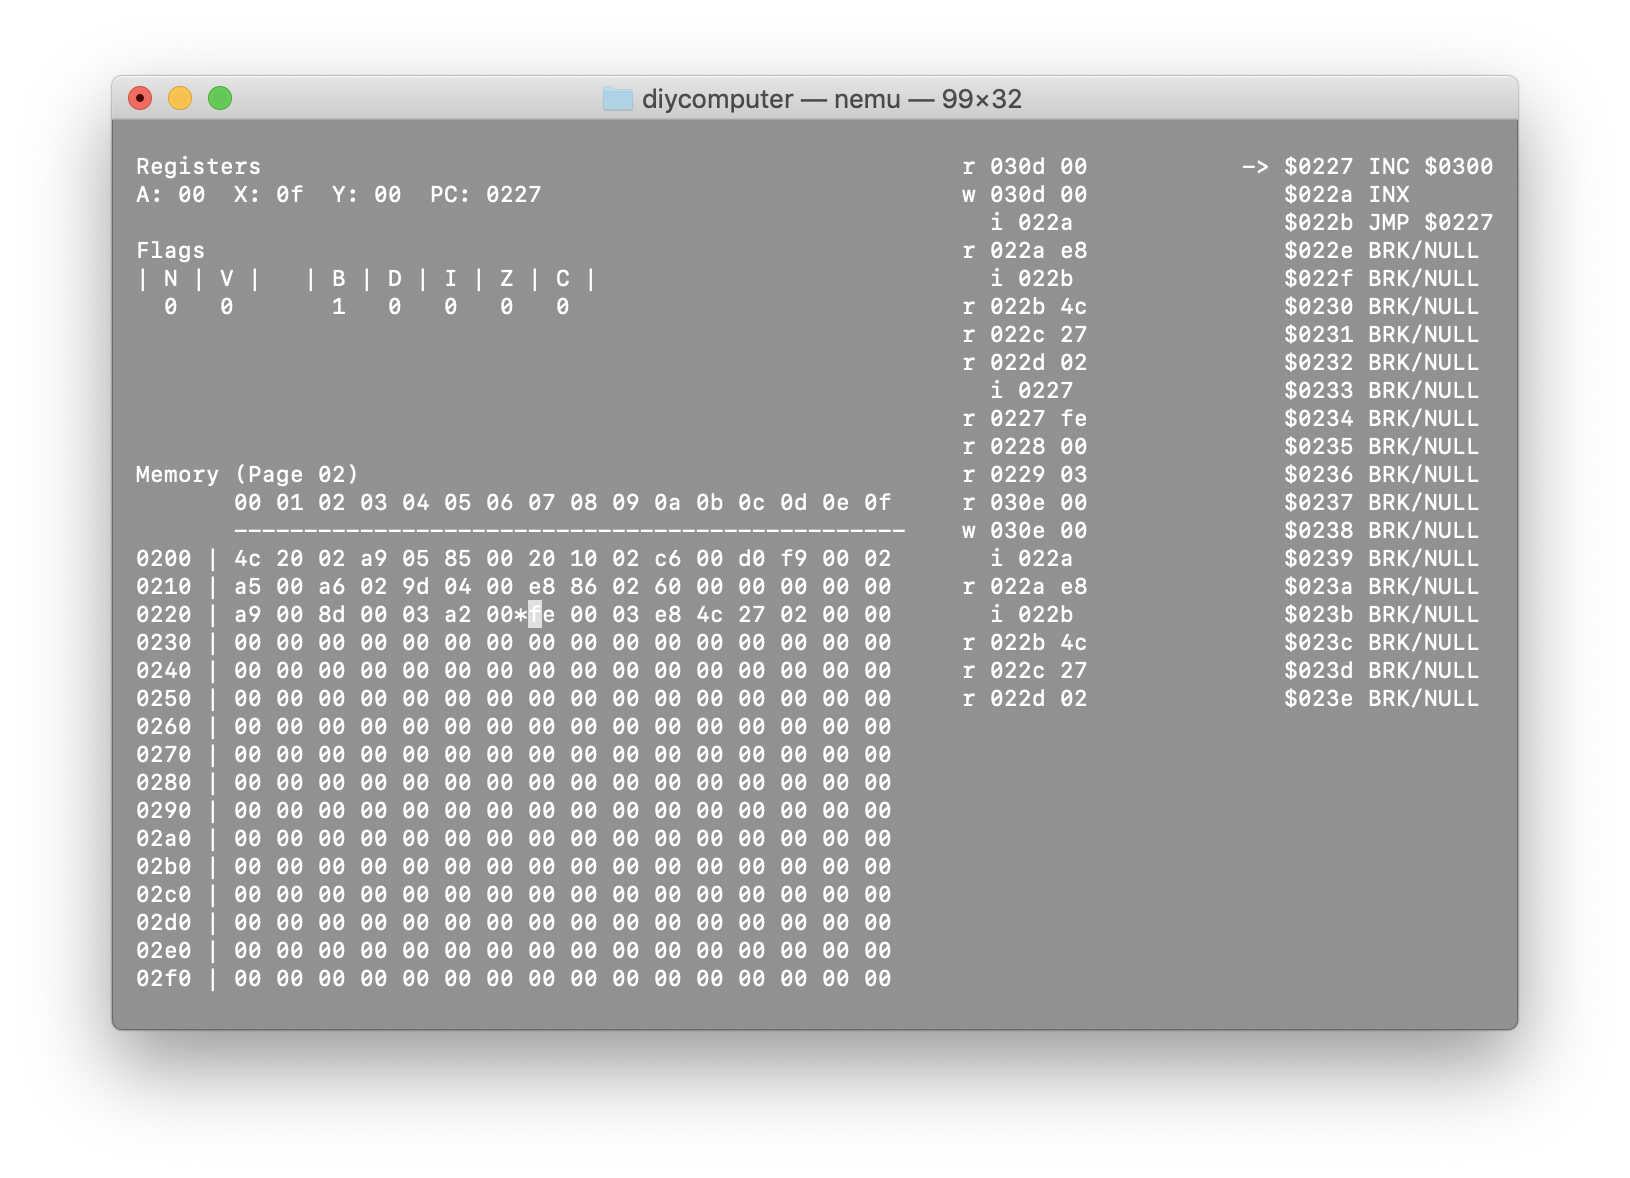 diycomputer — nemu — 99×32
Registers
A: 00  X: 0f  Y: 00  PC: 0227
Flags
| N | V |   | B | D | I | Z | C |
  0   0       1   0   0   0   0
Memory (Page 02)
       00 01 02 03 04 05 06 07 08 09 0a 0b 0c 0d 0e 0f
       ————————————————————————————————————————————————
0200 | 4c 20 02 a9 05 85 00 20 10 02 c6 00 d0 f9 00 02
0210 | a5 00 a6 02 9d 04 00 e8 86 02 60 00 00 00 00 00
0220 | a9 00 8d 00 03 a2 00*fe 00 03 e8 4c 27 02 00 00
0230 | 00 00 00 00 00 00 00 00 00 00 00 00 00 00 00 00
0240 | 00 00 00 00 00 00 00 00 00 00 00 00 00 00 00 00
0250 | 00 00 00 00 00 00 00 00 00 00 00 00 00 00 00 00
0260 | 00 00 00 00 00 00 00 00 00 00 00 00 00 00 00 00
0270 | 00 00 00 00 00 00 00 00 00 00 00 00 00 00 00 00
0280 | 00 00 00 00 00 00 00 00 00 00 00 00 00 00 00 00
0290 | 00 00 00 00 00 00 00 00 00 00 00 00 00 00 00 00
02a0 | 00 00 00 00 00 00 00 00 00 00 00 00 00 00 00 00
02b0 | 00 00 00 00 00 00 00 00 00 00 00 00 00 00 00 00
02c0 | 00 00 00 00 00 00 00 00 00 00 00 00 00 00 00 00
02d0 | 00 00 00 00 00 00 00 00 00 00 00 00 00 00 00 00
02e0 | 00 00 00 00 00 00 00 00 00 00 00 00 00 00 00 00
02f0 | 00 00 00 00 00 00 00 00 00 00 00 00 00 00 00 00
r 030d 00
w 030d 00
  i 022a
r 022a e8
  i 022b
r 022b 4c
r 022c 27
r 022d 02
  i 0227
r 0227 fe
r 0228 00
r 0229 03
r 030e 00
w 030e 00
  i 022a
r 022a e8
  i 022b
r 022b 4c
r 022c 27
r 022d 02
—> $0227 INC $0300
$022a INX
$022b JMP $0227
$022e BRK/NULL
$022f BRK/NULL
$0230 BRK/NULL
$0231 BRK/NULL
$0232 BRK/NULL
$0233 BRK/NULL
$0234 BRK/NULL
$0235 BRK/NULL
$0236 BRK/NULL
$0237 BRK/NULL
$0238 BRK/NULL
$0239 BRK/NULL
$023a BRK/NULL
$023b BRK/NULL
$023c BRK/NULL
$023d BRK/NULL
$023e BRK/NULL